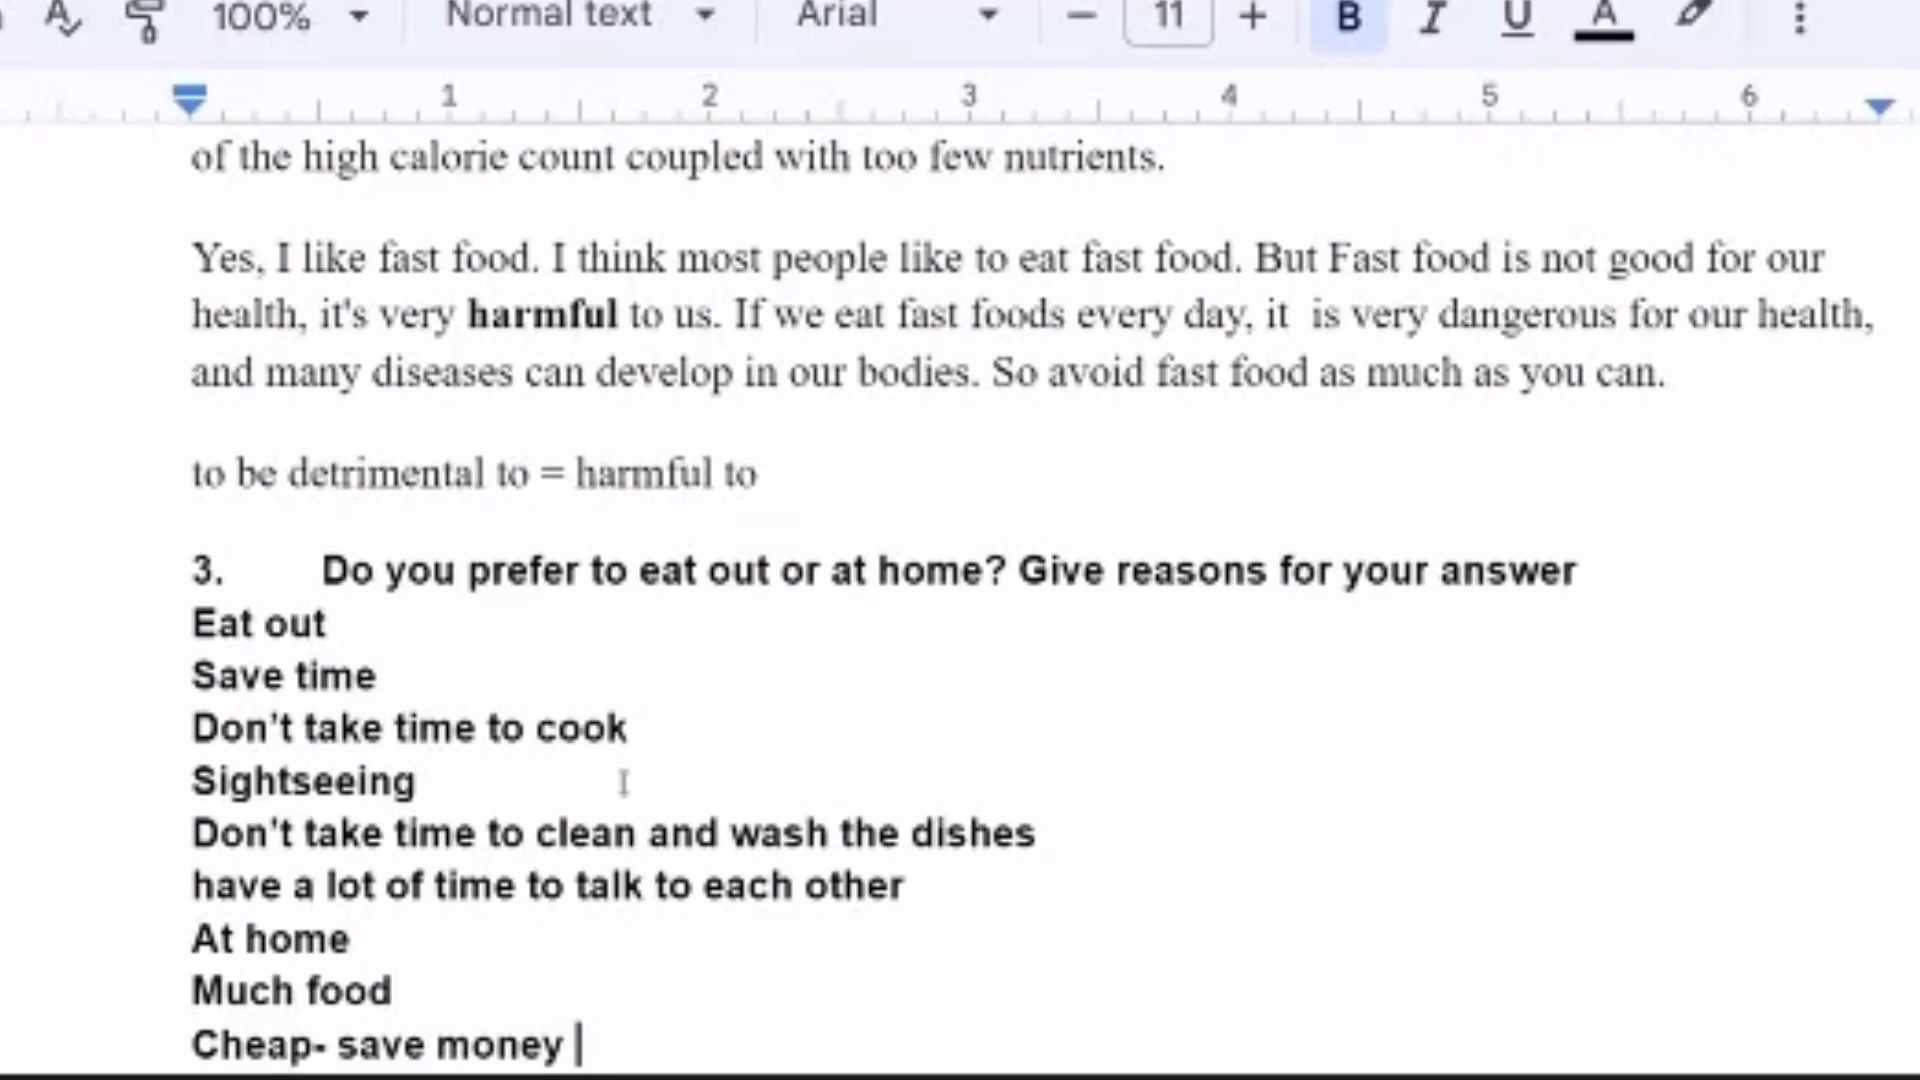 100% Normal text Arial 11 B I U A
1 2 3 4 5 6
of the high calorie count coupled with too few nutrients.
Yes, I like fast food. I think most people like to eat fast food. But Fast food is not good for our
health, it's very harmful to us. If we eat fast foods every day, it  is very dangerous for our health,
and many diseases can develop in our bodies. So avoid fast food as much as you can.
to be detrimental to = harmful to
3. Do you prefer to eat out or at home? Give reasons for your answer
Eat out
Save time
Don't take time to cook
Sightseeing
Don't take time to clean and wash the dishes
have a lot of time to talk to each other
At home
Much food
Cheap- save money